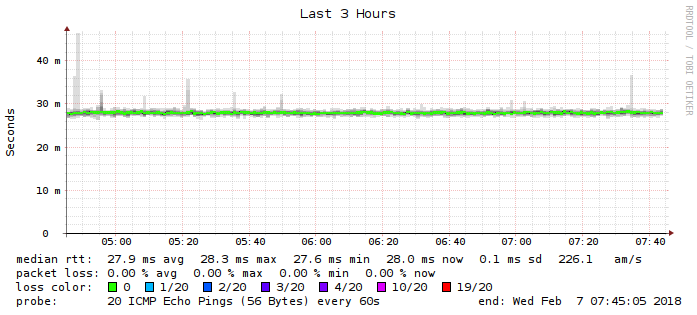 Last 3 Hours
RRDTOOL / TOBI OETIKER
Seconds
40 m
30 m
20 m
10 m
0
05:00 05:20 05:40 06:00 06:20 06:40 07:00 07:20 07:40
median rtt: 27.9 ms avg 28.3 ms max 27.6 ms min 28.0 ms now 0.1 ms sd 226.1 am/s
packet loss: 0.00 % avg 0.00 % max 0.00 % min 0.00 % now
loss color: 0 1/20 2/20 3/20 4/20 10/20 19/20
probe: 20 ICMP Echo Pings (56 Bytes) every 60s end: Wed Feb 7 07:45:05 2018